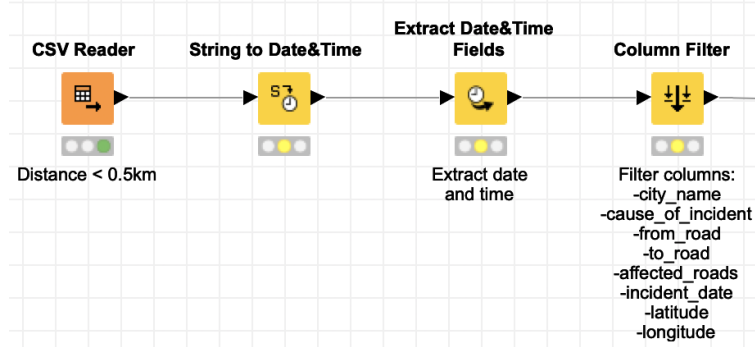 CSV Reader
Distance < 0.5km
String to Date&Time
S
Extract Date&Time
Fields
Extract date
and time
Column Filter
Filter columns:
-city_name
-cause_of_incident
-from_road
-to_road
-affected_roads
-incident_date
-latitude
-longitude